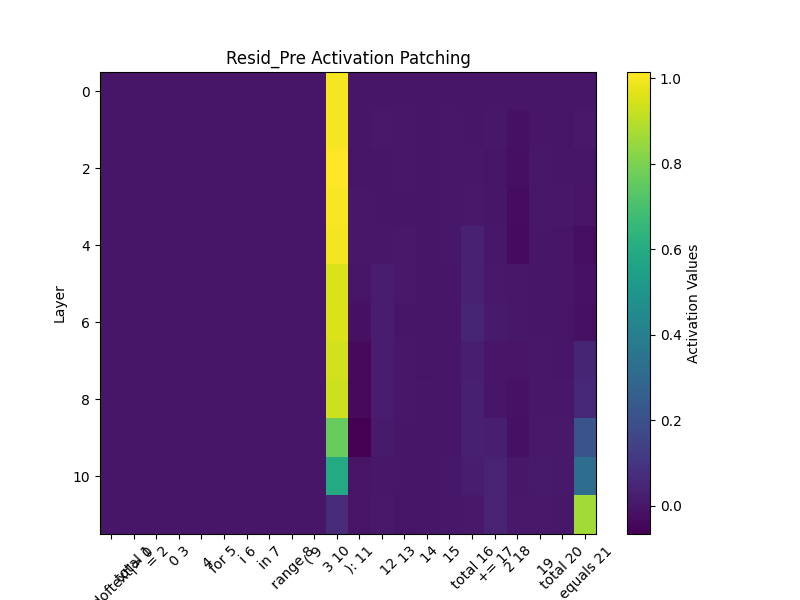 Resid_Pre Activation Patching
Layer
0
2
4
6
8
10
total 1
= 2
0 3
4
for 5
i 6
in 7
range 8
( 9
3 10
): 11
12
13
14
15
total 16
+= 17
2 18
19
total 20
equals 21
1.0
0.8
0.6
0.4
0.2
0.0
Activation Values